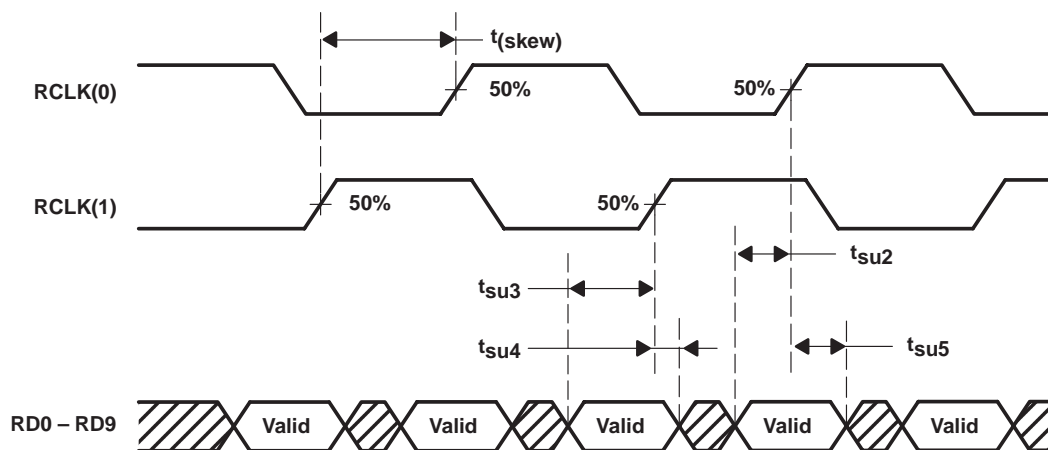 t(skew)
RCLK(0)
50%
50%
RCLK(1)
50%
50%
tsu2
tsu3
tsu4
tsu5
RD0 – RD9
Valid
Valid
Valid
Valid
Valid